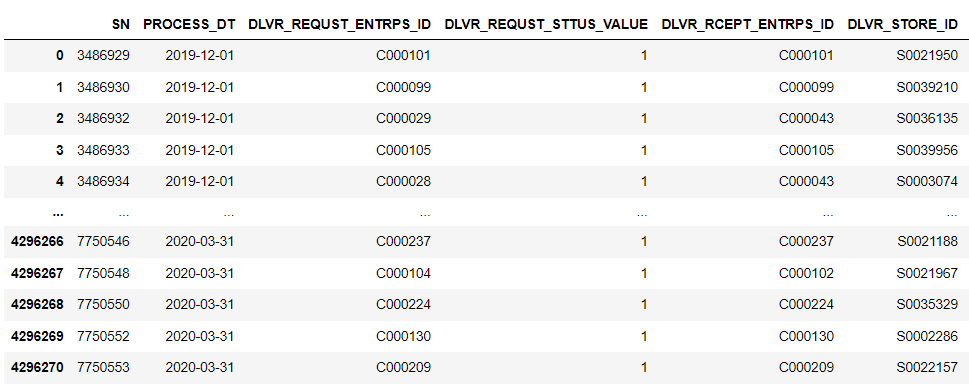 SN PROCESS_DT DLVR_REQUST_ENTRPS_ID DLVR_REQUST_STTUS_VALUE DLVR_RCEPT_ENTRPS_ID DLVR_STORE_ID
0 3486929 2019-12-01 C000101 1 C000101 S0021950
1 3486930 2019-12-01 C000099 1 C000099 S0039210
2 3486932 2019-12-01 C000029 1 C000043 S0036135
3 3486933 2019-12-01 C000105 1 C000105 S0039956
4 3486934 2019-12-01 C000028 1 C000043 S0003074
... ... ... ... ... ... ...
4296266 7750546 2020-03-31 C000237 1 C000237 S0021188
4296267 7750548 2020-03-31 C000104 1 C000102 S0021967
4296268 7750550 2020-03-31 C000224 1 C000224 S0035329
4296269 7750552 2020-03-31 C000130 1 C000130 S0002286
4296270 7750553 2020-03-31 C000209 1 C000209 S0022157